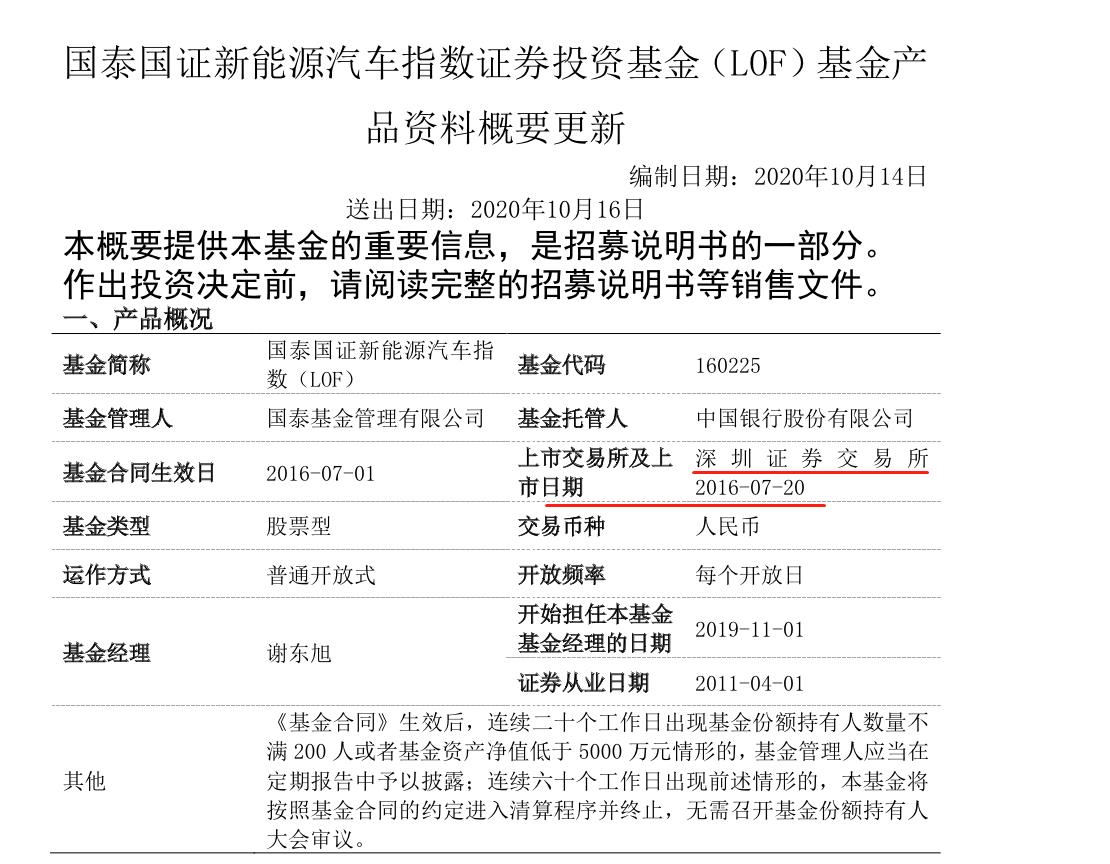 国泰国证新能源汽车指数证券投资基金（LOF）基金产
品资料概要更新
编制日期：2020年10月14日
送出日期：2020年10月16日
本概要提供本基金的重要信息，是招募说明书的一部分。
作出投资决定前，请阅读完整的招募说明书等销售文件。
一、产品概况
基金简称 国泰国证新能源汽车指 基金代码 160225
数（LOF）
基金管理人 国泰基金管理有限公司 基金托管人 中国银行股份有限公司
基金合同生效日 2016-07-01 上市交易所及上 深圳证券交易所
市日期 2016-07-20
基金类型 股票型 交易币种 人民币
运作方式 普通开放式 开放频率 每个开放日
基金经理 谢东旭 开始担任本基金 2019-11-01
基金经理的日期
证券从业日期 2011-04-01
其他 《基金合同》生效后，连续二十个工作日出现基金份额持有人数量不
满 200 人或者基金资产净值低于 5000 万元情形的，基金管理人应当在
定期报告中予以披露；连续六十个工作日出现前述情形的，本基金将
按照基金合同的约定进入清算程序并终止，无需召开基金份额持有人
大会审议。